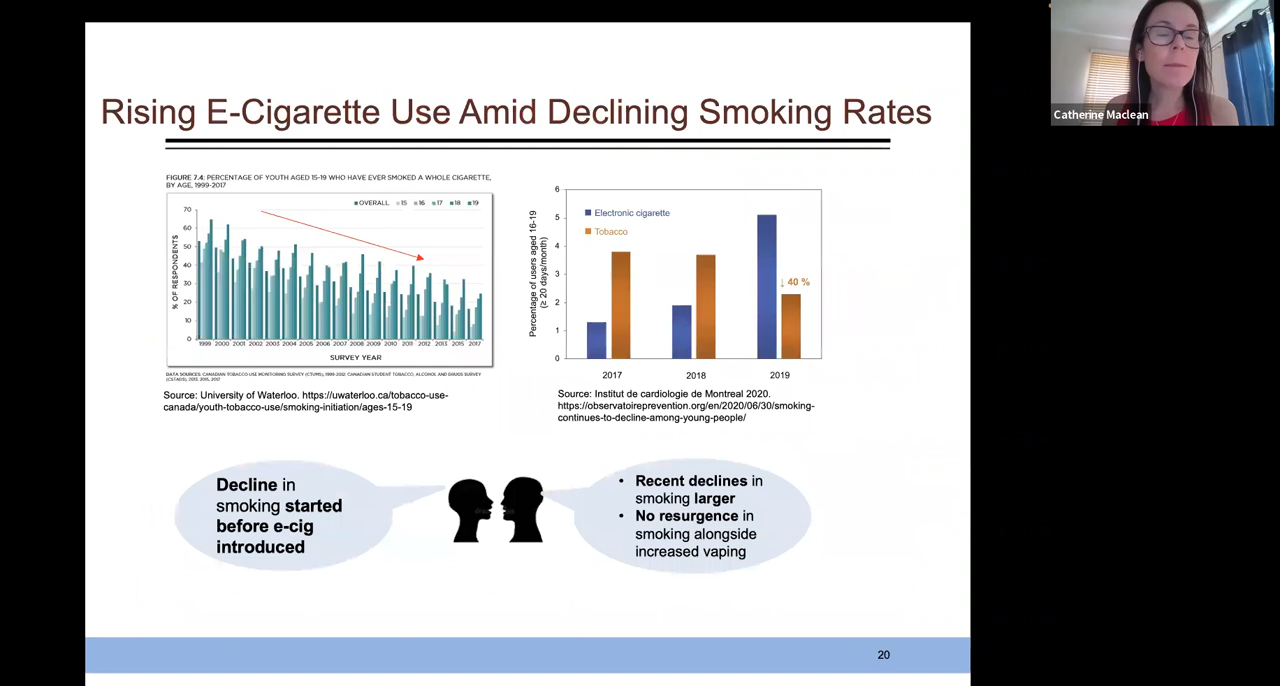 Catherine Maclean
Rising E-Cigarette Use Amid Declining Smoking Rates
FIGURE 7.4: PERCENTAGE OF YOUTH AGED 15-19 WHO HAVE EVER SMOKED A WHOLE CIGARETTE,
BY AGE, 1999-2017
OVERALL 15 16 17 18 19
% OF RESPONDENTS
70
60
50
40
30
20
10
0
1999 2000 2001 2002 2003 2004 2005 2006 2007 2008 2009 2010 2011 2012 2013 2015 2017
SURVEY YEAR
DATA SOURCES: CANADIAN TOBACCO USE MONITORING SURVEY (CTUMS), 1999-2012; CANADIAN STUDENT TOBACCO, ALCOHOL AND DRUGS SURVEY
(CSTADS), 2013, 2015, 2017
Source: University of Waterloo. https://uwaterloo.ca/tobacco-use-
canada/youth-tobacco-use/smoking-initiation/ages-15-19
Percentage of users aged 16-19
(≥ 20 days/month)
6
5
4
3
2
1
0
Electronic cigarette
Tobacco
↓ 40 %
2017 2018 2019
Source: Institut de cardiologie de Montreal 2020.
https://observatoireprevention.org/en/2020/06/30/smoking-
continues-to-decline-among-young-people/
Decline in
smoking started
before e-cig
introduced
• Recent declines in
smoking larger
• No resurgence in
smoking alongside
increased vaping
20